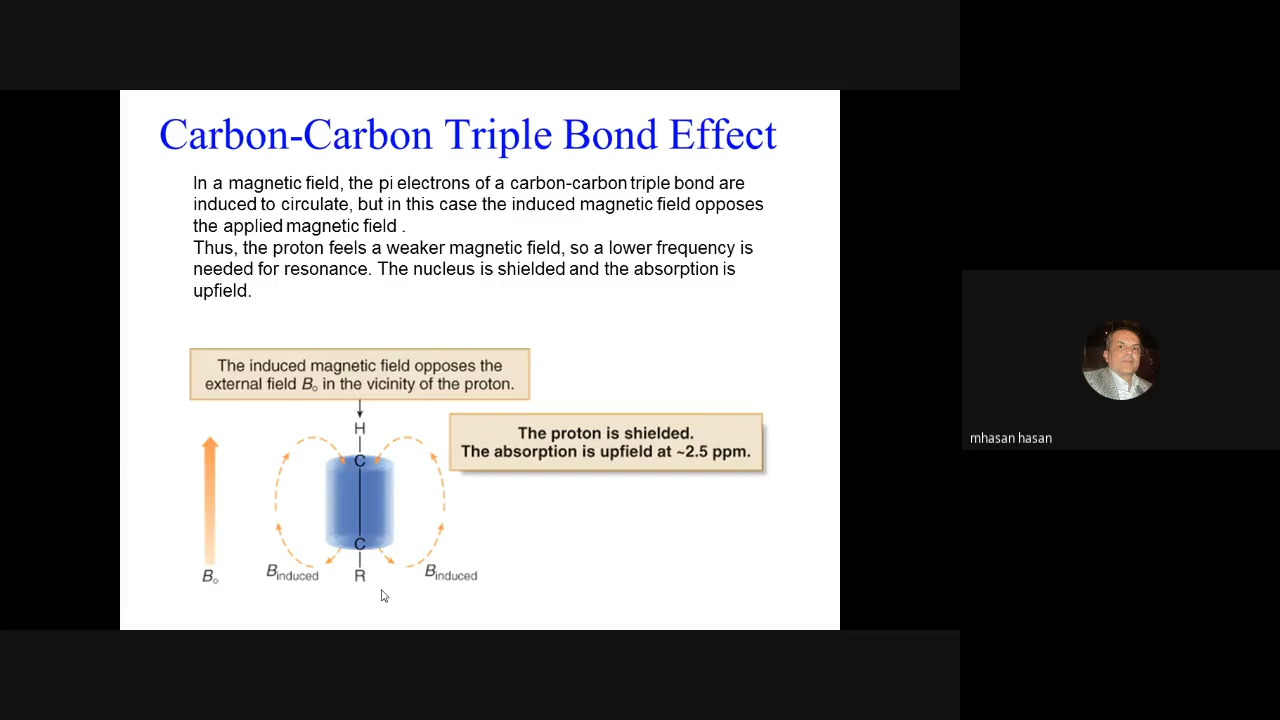 Carbon-Carbon Triple Bond Effect
In a magnetic field, the pi electrons of a carbon-carbon triple bond are
induced to circulate, but in this case the induced magnetic field opposes
the applied magnetic field .
Thus, the proton feels a weaker magnetic field, so a lower frequency is
needed for resonance. The nucleus is shielded and the absorption is
upfield.
The induced magnetic field opposes the
external field B₀ in the vicinity of the proton.
H
The proton is shielded.
The absorption is upfield at ~2.5 ppm.
C
C
B₀
Binduced
R
Binduced
mhasan hasan